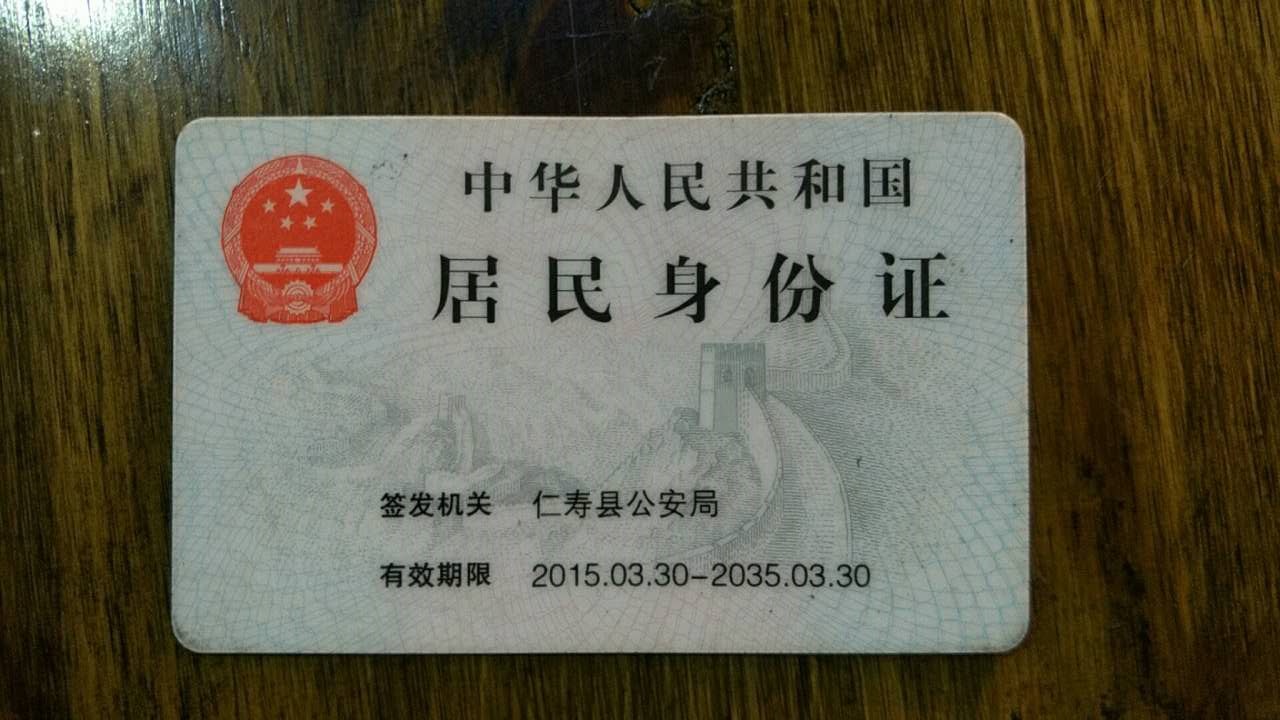 中华人民共和国
居民身份证
签发机关 仁寿县公安局
有效期限 2015.03.30-2035.03.30